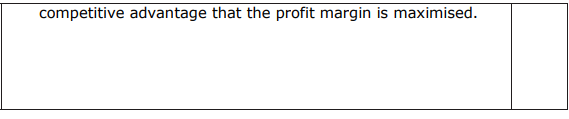 competitive advantage that the profit margin is maximised.